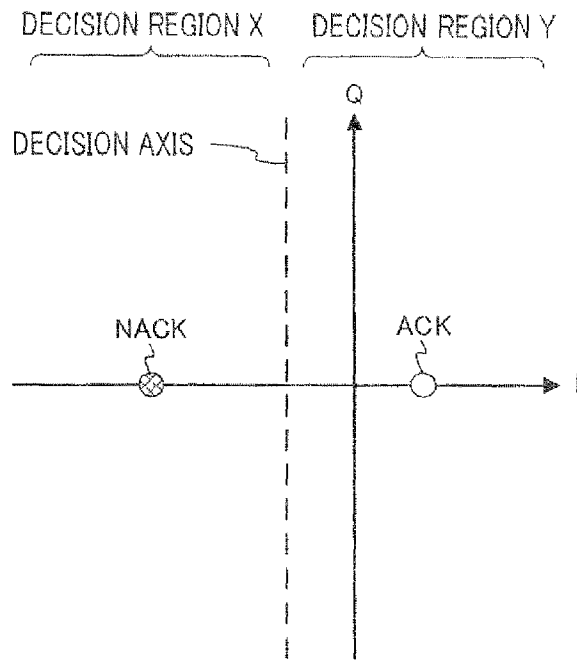 DECISION REGION X
DECISION REGION Y
Q
DECISION AXIS
NACK
ACK